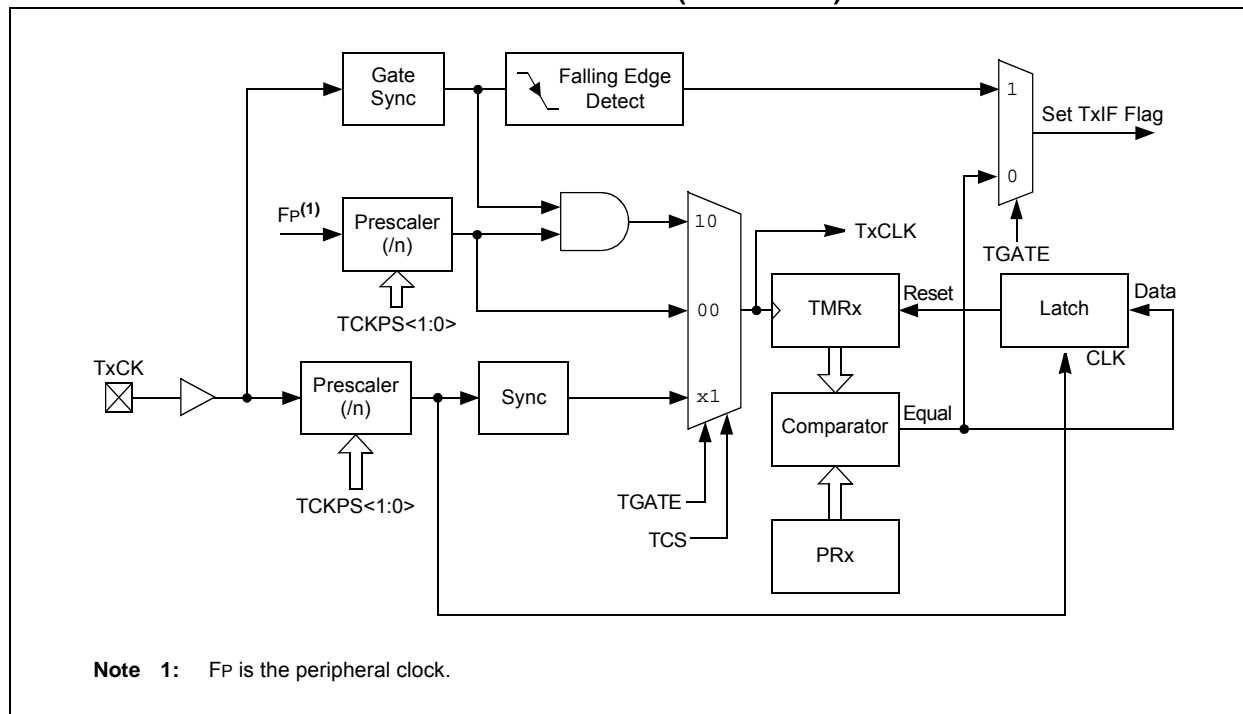 Gate
Sync
Falling Edge
Detect
1
Set TxIF Flag
0
FP(1)
Prescaler
(/n)
10
TxCLK
TGATE
TCKPS<1:0>
00
TMRx
Reset
Latch
Data
CLK
TxCK
Prescaler
(/n)
Sync
x1
Comparator
Equal
TCKPS<1:0>
TGATE
TCS
PRx
Note 1: FP is the peripheral clock.